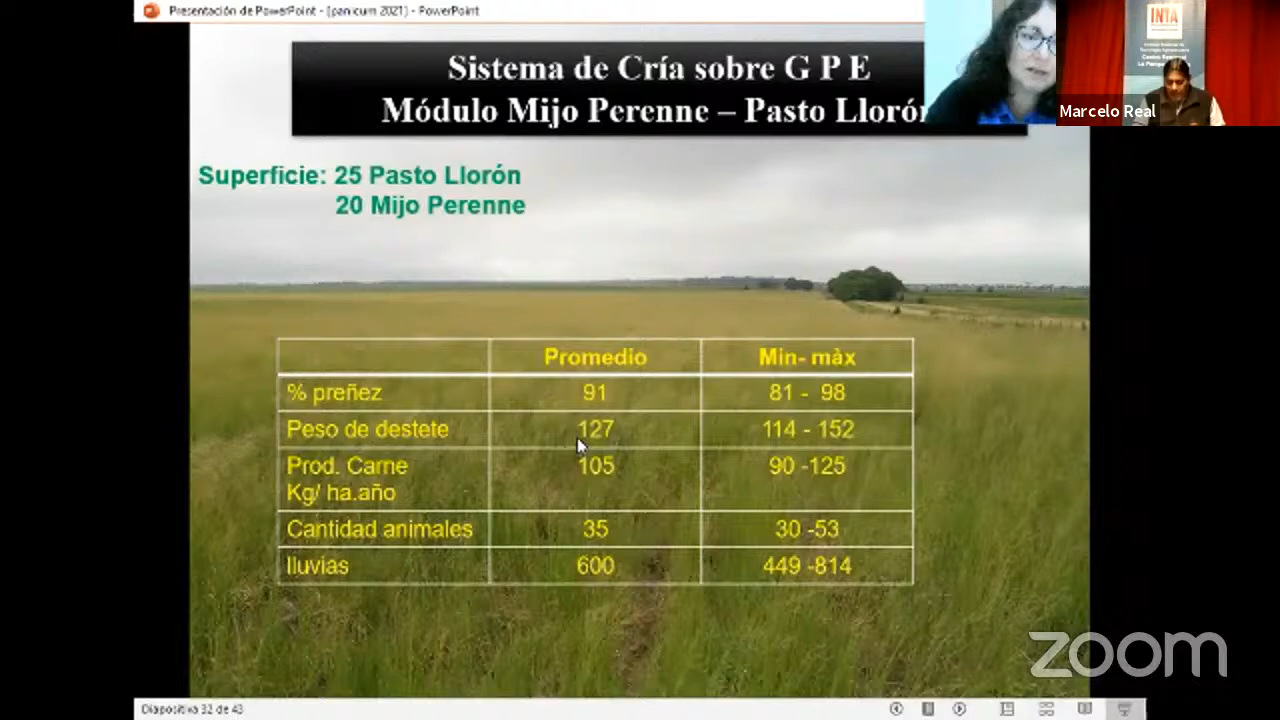 Presentación de PowerPoint - [panicum 2021] - PowerPoint
Sistema de Cría sobre G P E
Módulo Mijo Perenne – Pasto Llorón
INTA
Marcelo Real
Superficie: 25 Pasto Llorón
20 Mijo Perenne
Promedio Min- màx
% preñez 91 81 - 98
Peso de destete 127 114 - 152
Prod. Carne 105 90 -125
Kg/ ha.año
Cantidad animales 35 30 -53
lluvias 600 449 -814
zoom
Diapositiva 32 de 43